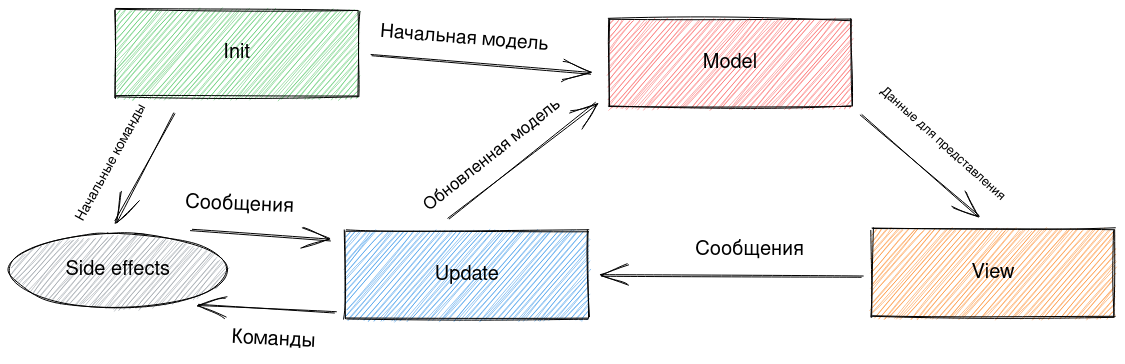 Init
Начальная модель
Model
Начальные команды
Обновленная модель
Данные для представления
Сообщения
Side effects
Update
Сообщения
View
Команды